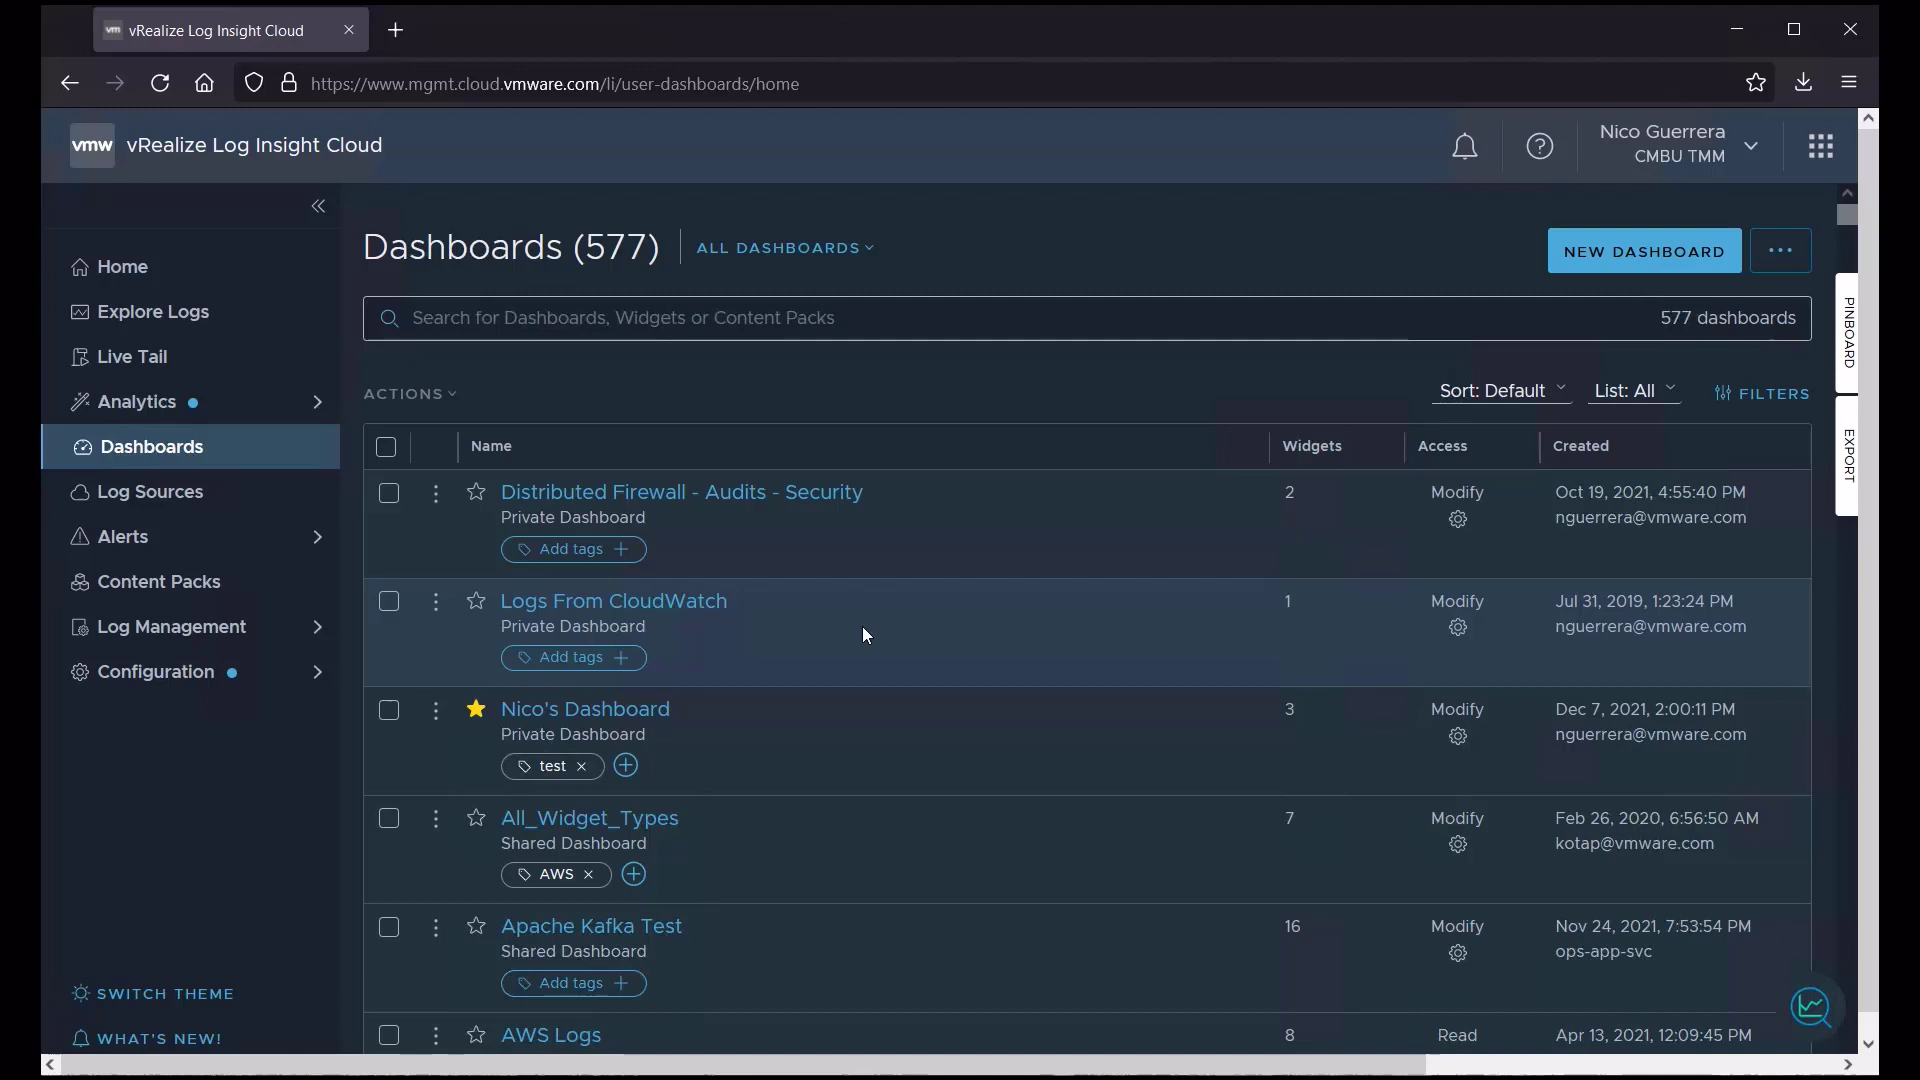 vm vRealize Log Insight Cloud
https://www.mgmt.cloud.vmware.com/li/user-dashboards/home
vmw vRealize Log Insight Cloud
Nico Guerrera
CMBU TMM
Home
Explore Logs
Live Tail
Analytics
Dashboards
Log Sources
Alerts
Content Packs
Log Management
Configuration
SWITCH THEME
WHAT'S NEW!
Dashboards (577) ALL DASHBOARDS
NEW DASHBOARD
Search for Dashboards, Widgets or Content Packs 577 dashboards
ACTIONS Sort: Default List: All FILTERS
Name Widgets Access Created
Distributed Firewall - Audits - Security 2 Modify Oct 19, 2021, 4:55:40 PM
Private Dashboard nguerrera@vmware.com
Add tags
Logs From CloudWatch 1 Modify Jul 31, 2019, 1:23:24 PM
Private Dashboard nguerrera@vmware.com
Add tags
Nico's Dashboard 3 Modify Dec 7, 2021, 2:00:11 PM
Private Dashboard nguerrera@vmware.com
test
All_Widget_Types 7 Modify Feb 26, 2020, 6:56:50 AM
Shared Dashboard kotap@vmware.com
AWS
Apache Kafka Test 16 Modify Nov 24, 2021, 7:53:54 PM
Shared Dashboard ops-app-svc
Add tags
AWS Logs 8 Read Apr 13, 2021, 12:09:45 PM
PINBOARD
EXPORT